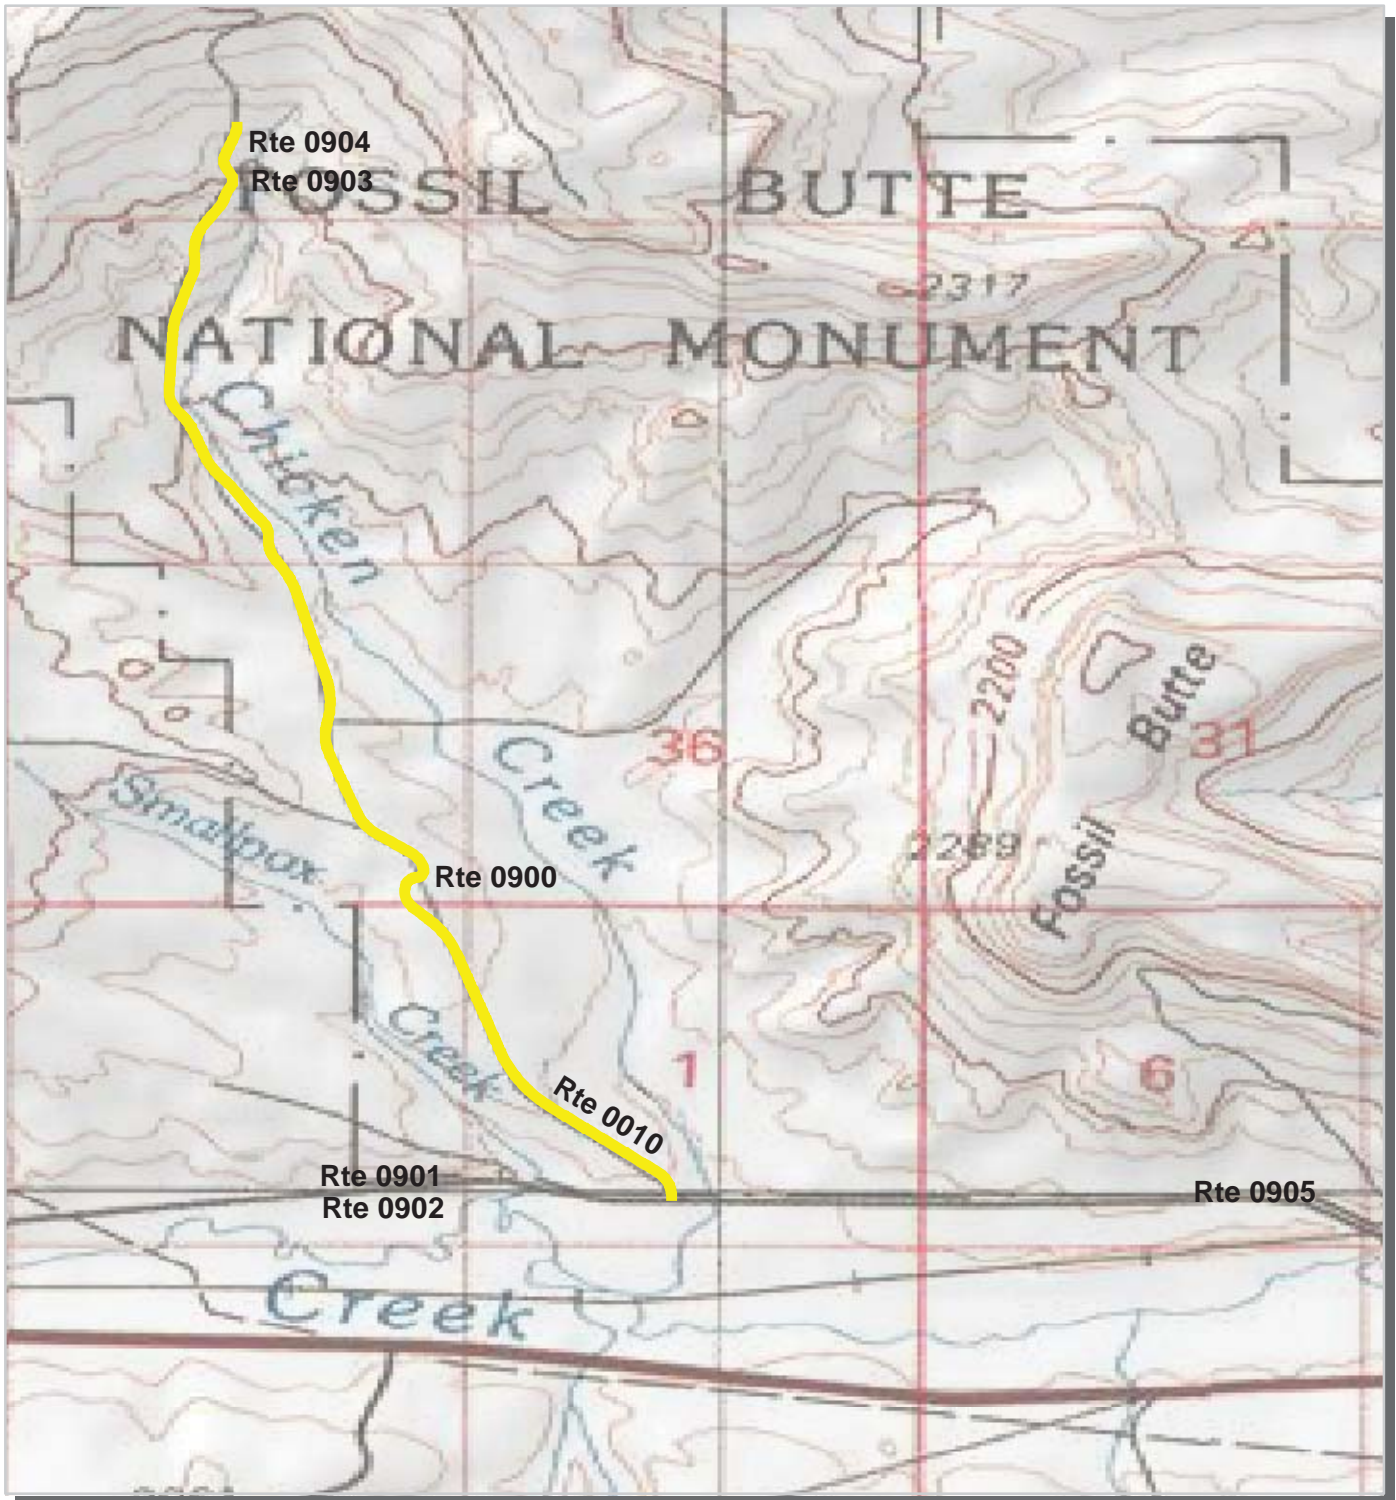 Rte 0904
Rte 0903
FOSSIL BUTTE
2317
NATIONAL MONUMENT
Chicken
Creek
2200
Butte
Fossil
36
31
Smallpox
Creek
2289
Rte 0900
1
6
Rte 0010
Rte 0901
Rte 0902
Rte 0905
Creek